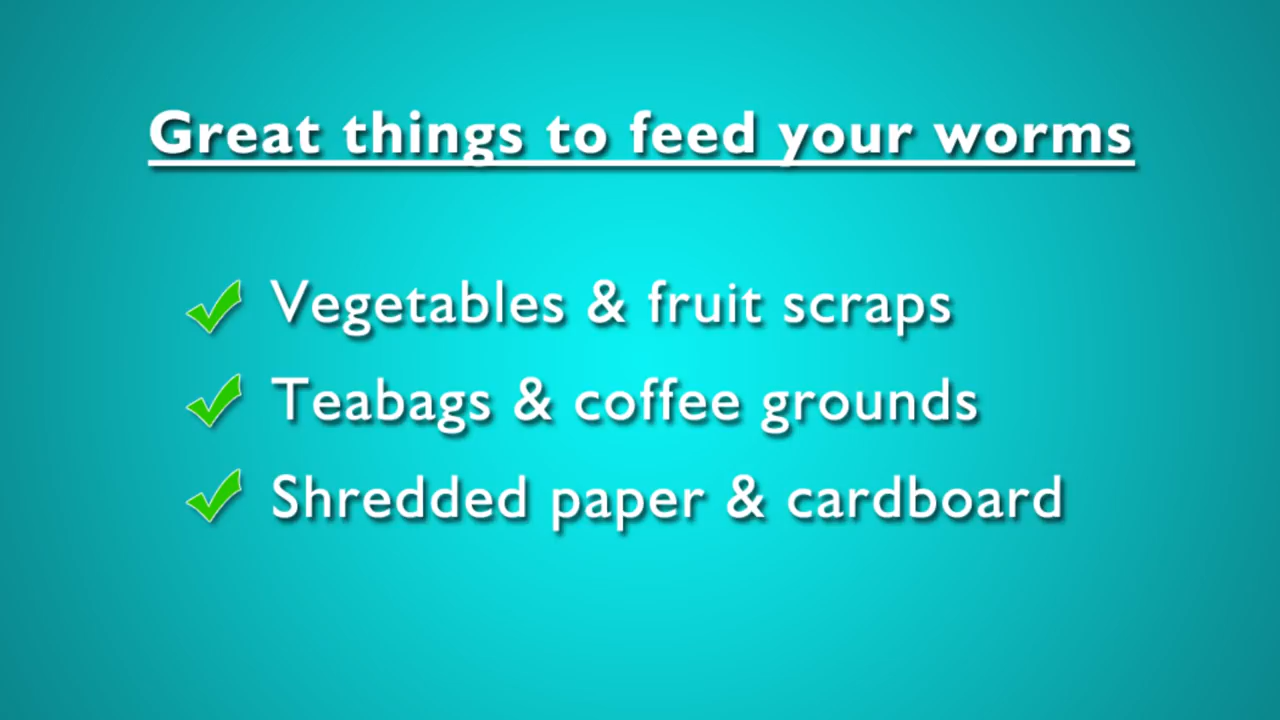 Great things to feed your worms
Vegetables & fruit scraps
Teabags & coffee grounds
Shredded paper & cardboard